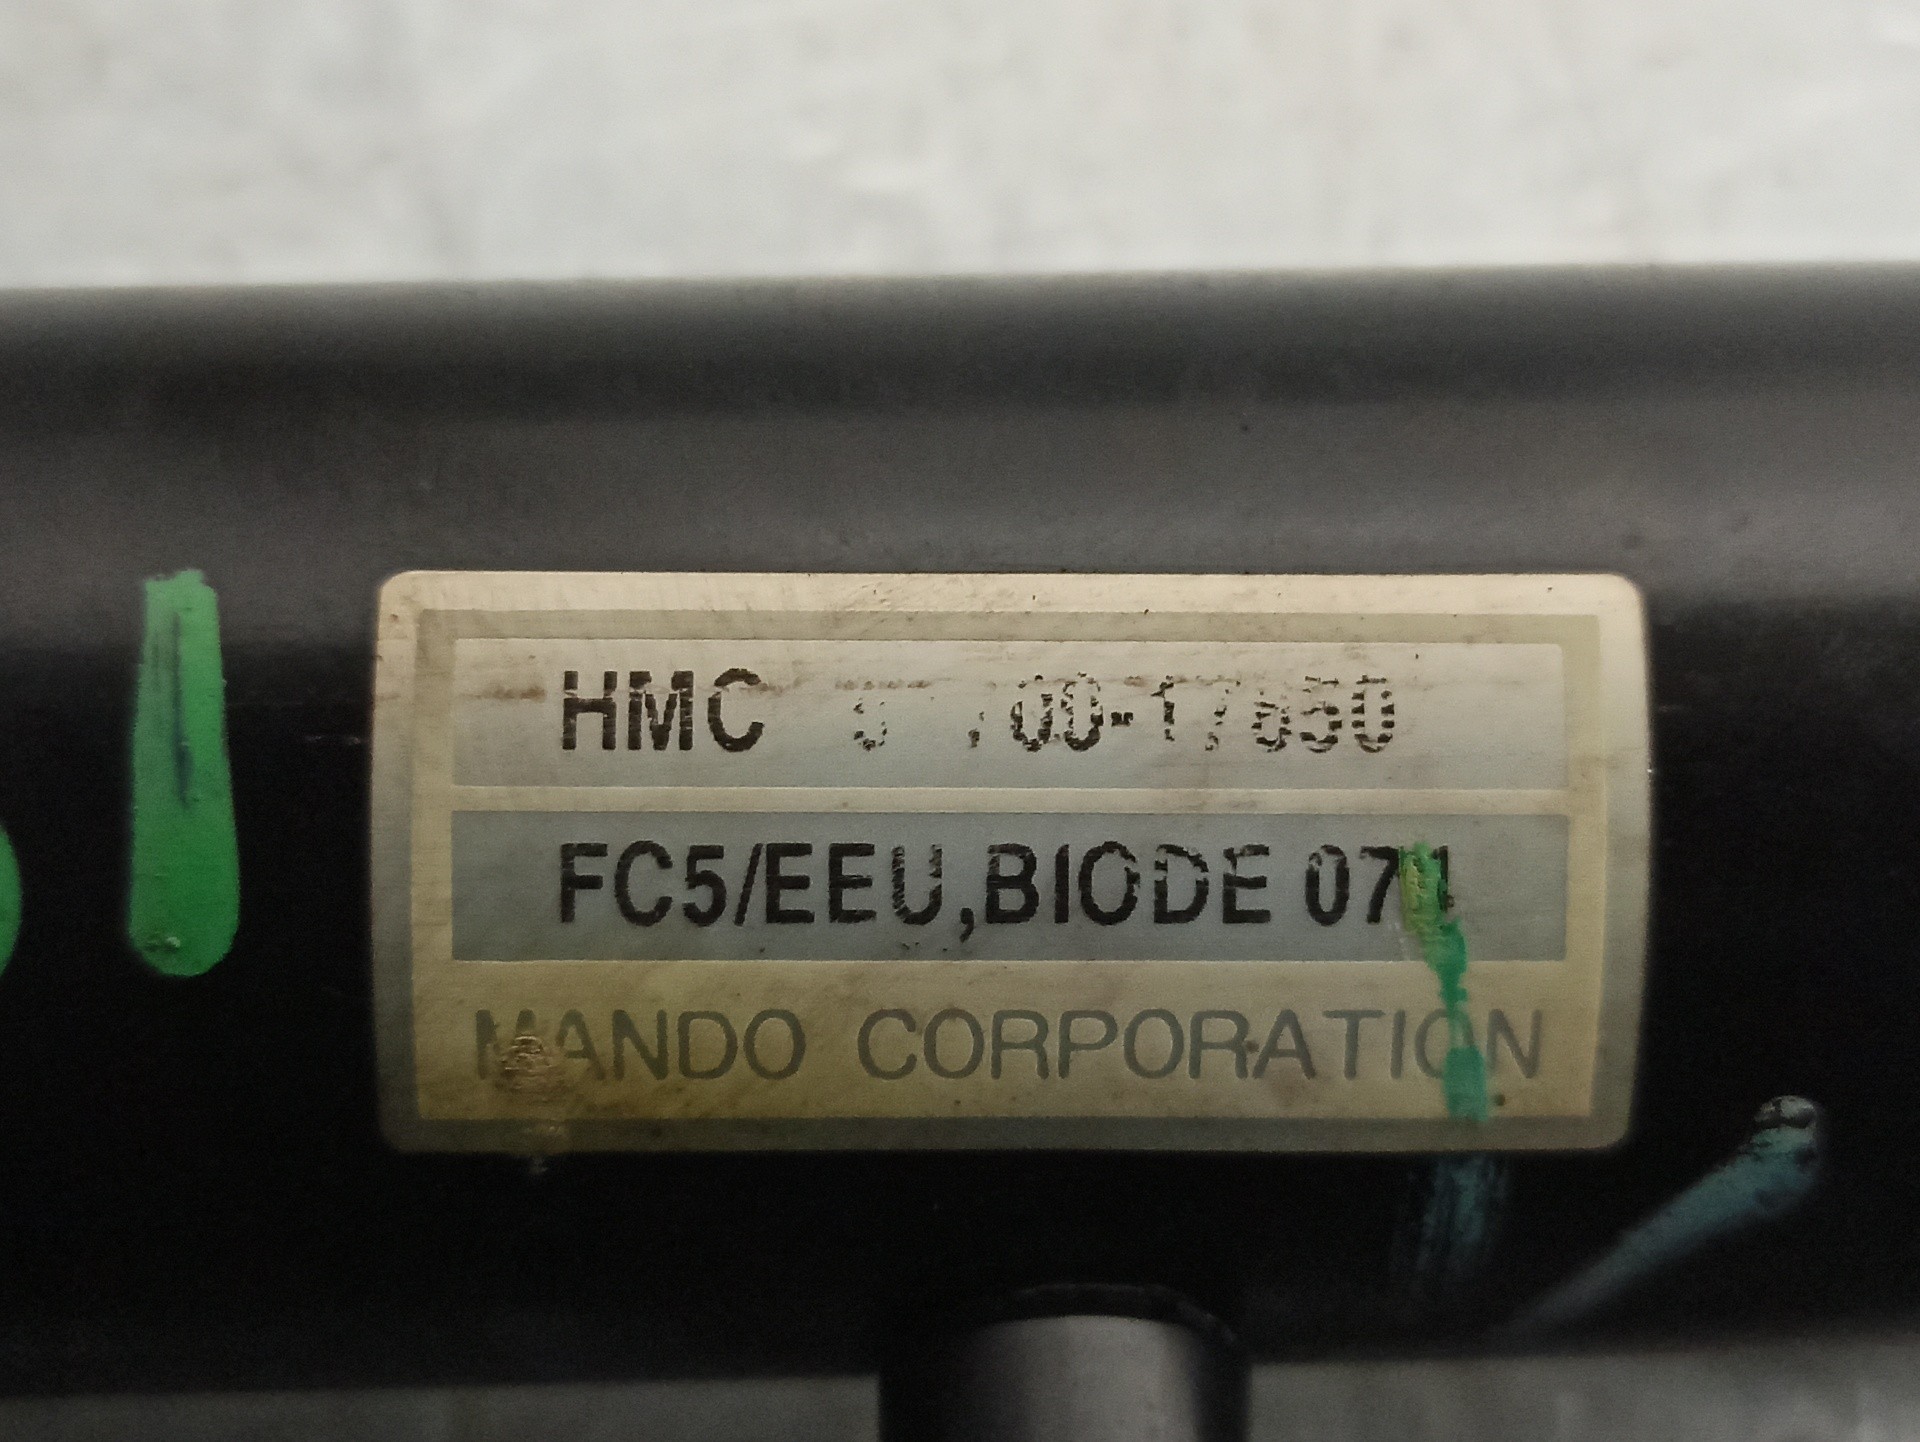 HMC
FC5/EEU,BIODE
MANDO CORPORATION